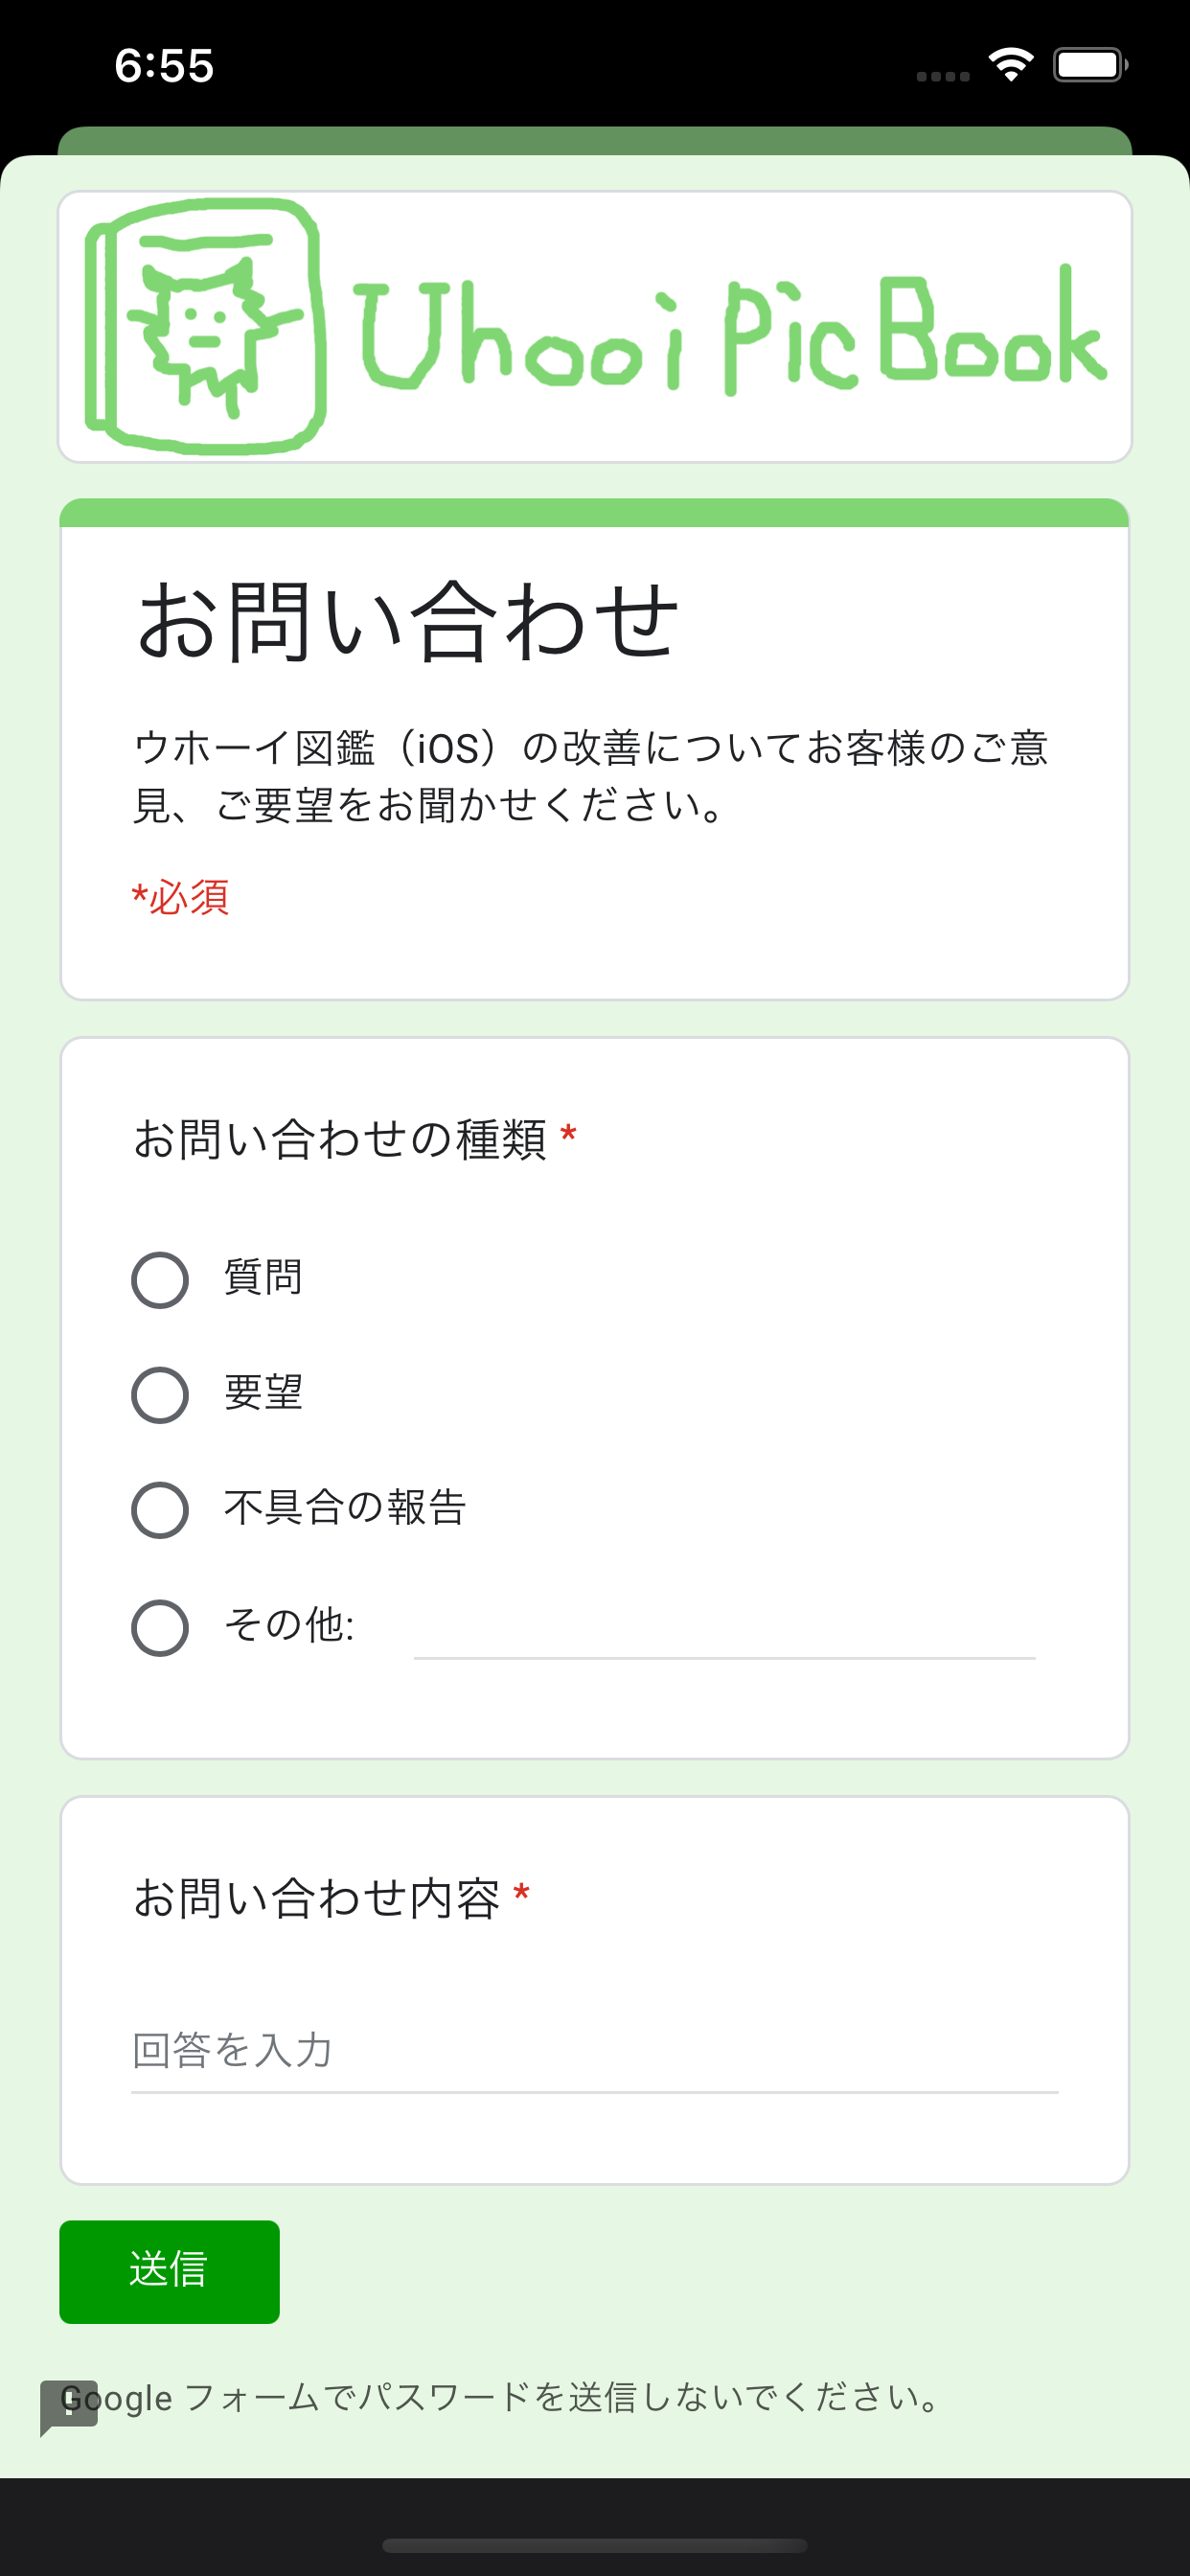 6:55
Uhooi PicBook
お問い合わせ
ウホーイ図鑑（iOS）の改善についてお客様のご意
見、ご要望をお聞かせください。
*必須
お問い合わせの種類 *
質問
要望
不具合の報告
その他:
お問い合わせ内容 *
回答を入力
送信
Google フォームでパスワードを送信しないでください。